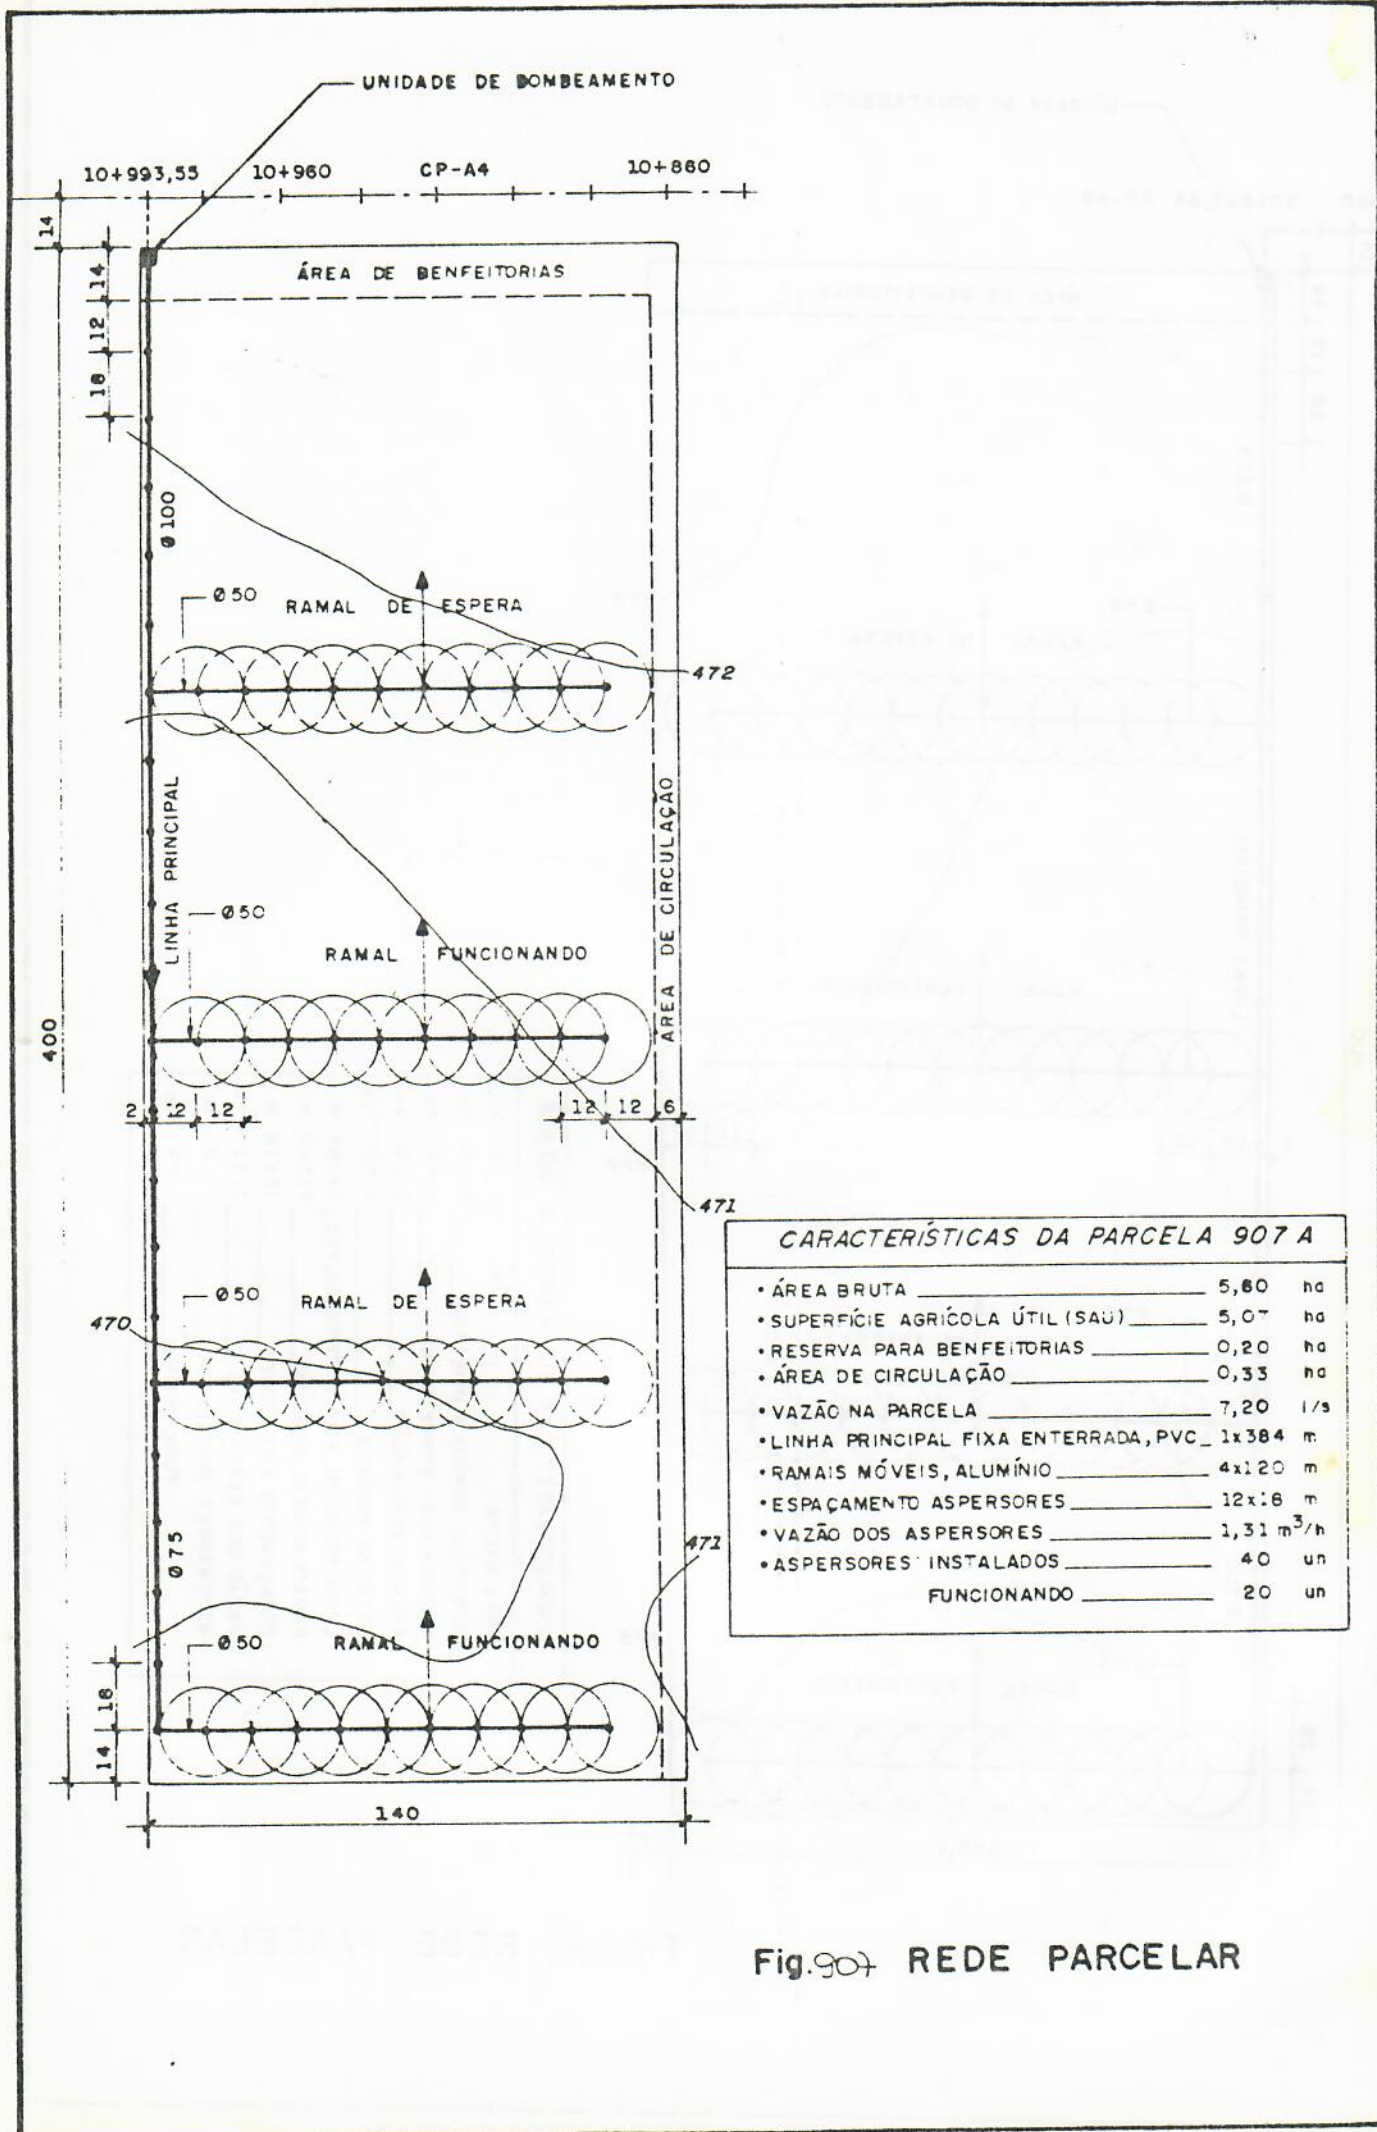 UNIDADE DE BOMBEAMENTO
10+993,55 10+960 CP-A4 10+860
14
ÁREA DE BENFEITORIAS
14
12
18
Ø100
Ø50 RAMAL DE ESPERA
472
LINHA PRINCIPAL
ÁREA DE CIRCULAÇÃO
Ø50
RAMAL FUNCIONANDO
400
2 12 12 12 12 6
471
Ø50 RAMAL DE ESPERA
470
Ø75
471
Ø50 RAMAL FUNCIONANDO
18
14
140
CARACTERÍSTICAS DA PARCELA 907 A
• ÁREA BRUTA 5,60 ha
• SUPERFÍCIE AGRÍCOLA ÚTIL (SAU) 5,07 ha
• RESERVA PARA BENFEITORIAS 0,20 ha
• ÁREA DE CIRCULAÇÃO 0,33 ha
• VAZÃO NA PARCELA 7,20 l/s
• LINHA PRINCIPAL FIXA ENTERRADA, PVC 1x384 m
• RAMAIS MÓVEIS, ALUMÍNIO 4x120 m
• ESPAÇAMENTO ASPERSORES 12x18 m
• VAZÃO DOS ASPERSORES 1,31 m³/h
• ASPERSORES INSTALADOS 40 un
FUNCIONANDO 20 un
Fig.907 REDE PARCELAR